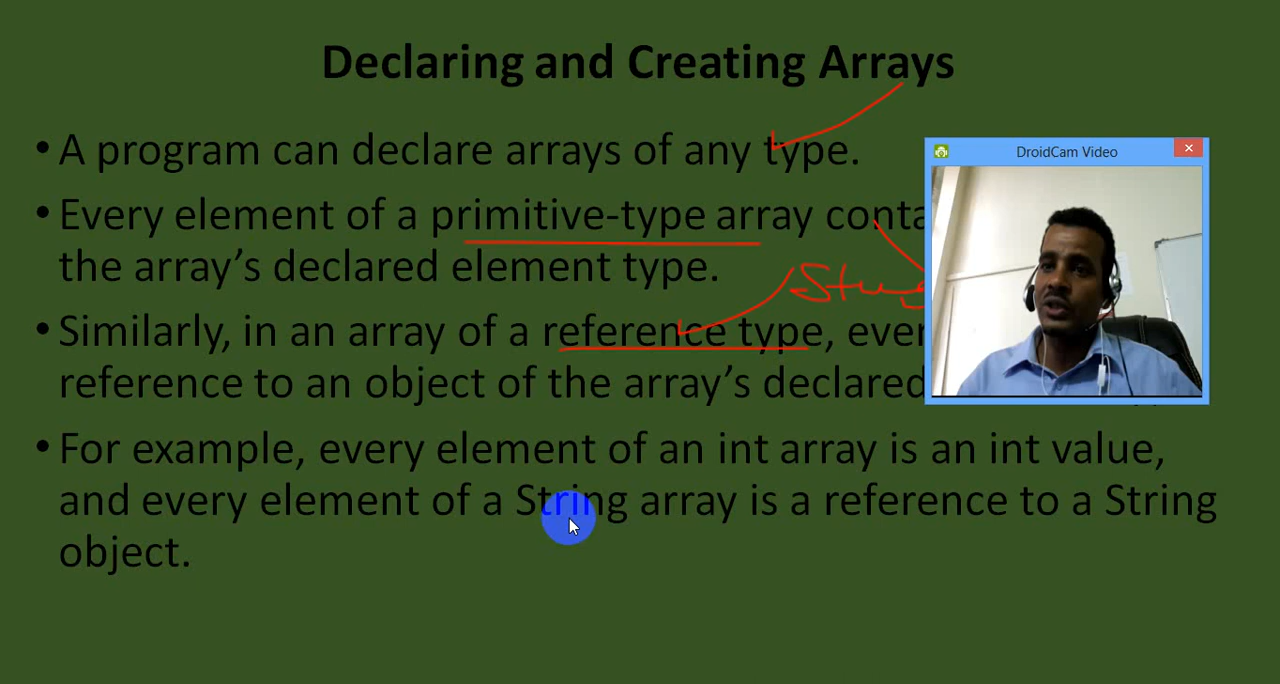 Declaring and Creating Arrays
• A program can declare arrays of any type.
• Every element of a primitive-type array
the array’s declared element type.
• Similarly, in an array of a reference type,
reference to an object of the array’s declared
• For example, every element of an int array is an int value,
and every element of a String array is a reference to a String
object.
DroidCam Video